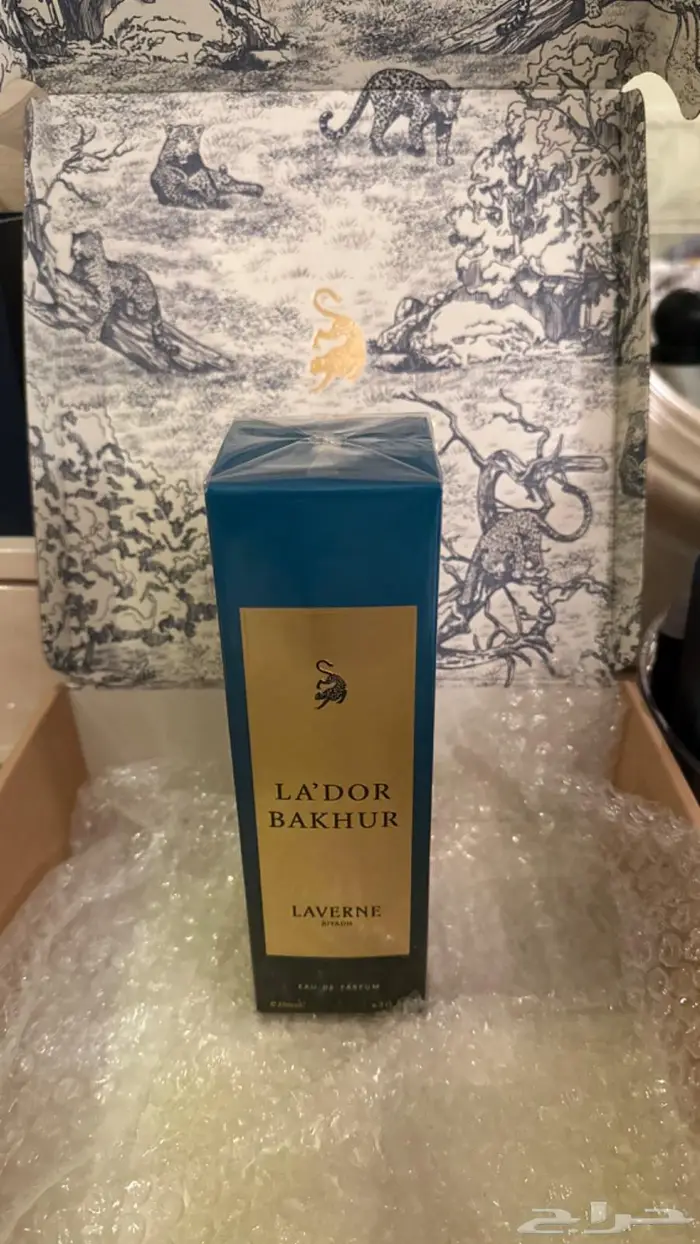 LA'DOR
BAKHUR
LAVERNE
RIYADH
EAU DE PARFUM
حراج